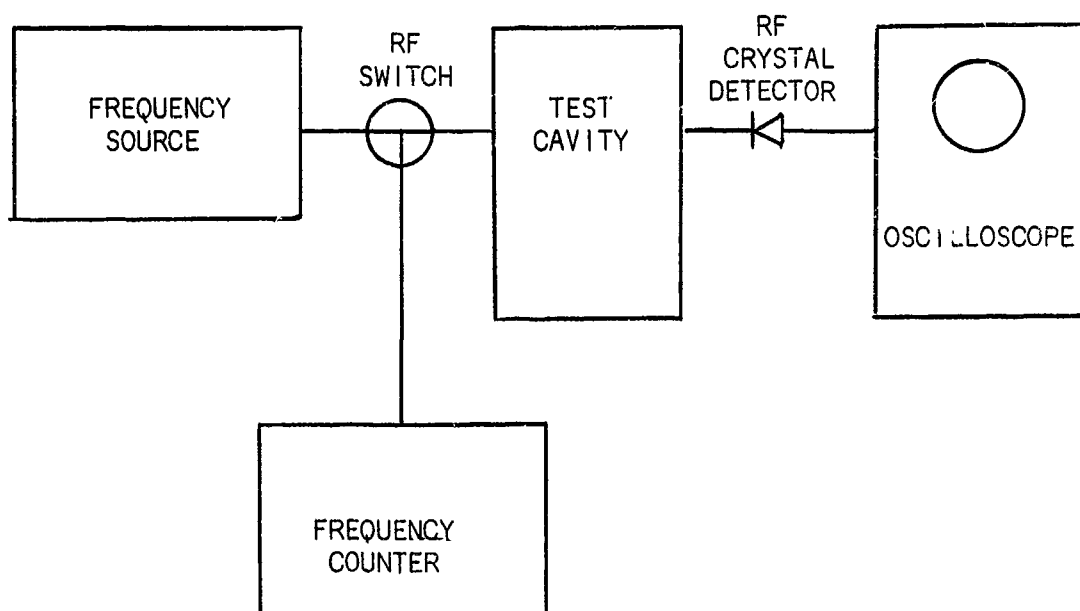 FREQUENCY
SOURCE
RF
SWITCH
TEST
CAVITY
RF
CRYSTAL
DETECTOR
OSCILLOSCOPE
FREQUENCY
COUNTER